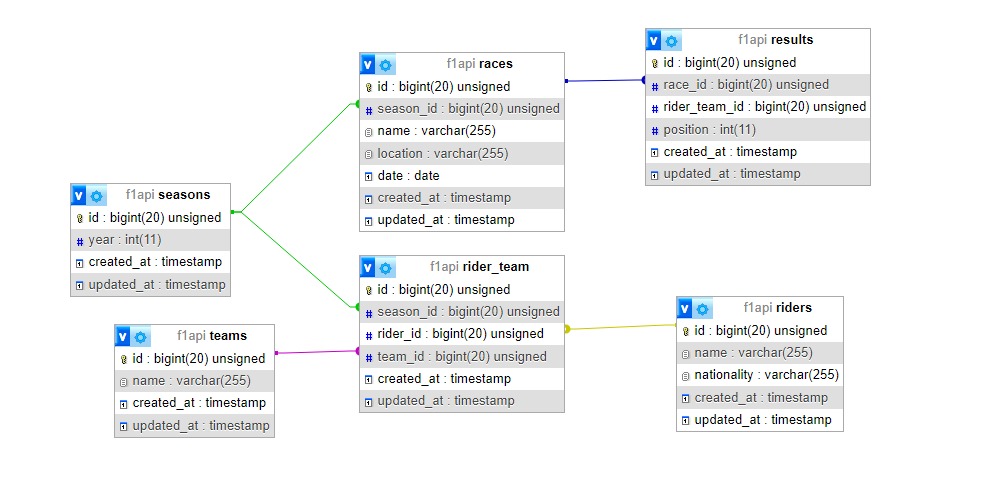 f1api races
id : bigint(20) unsigned
season_id : bigint(20) unsigned
name : varchar(255)
location : varchar(255)
date : date
created_at : timestamp
updated_at : timestamp
v f1api results
id : bigint(20) unsigned
race_id : bigint(20) unsigned
rider_team_id : bigint(20) unsigned
position : int(11)
created_at : timestamp
updated_at : timestamp
v f1api seasons
id : bigint(20) unsigned
year : int(11)
created_at : timestamp
updated_at : timestamp
v f1api rider_team
id : bigint(20) unsigned
season_id : bigint(20) unsigned
rider_id : bigint(20) unsigned
team_id : bigint(20) unsigned
created_at : timestamp
updated_at : timestamp
v f1api teams
id : bigint(20) unsigned
name : varchar(255)
created_at : timestamp
updated_at : timestamp
v f1api riders
id : bigint(20) unsigned
name : varchar(255)
nationality : varchar(255)
created_at : timestamp
updated_at : timestamp